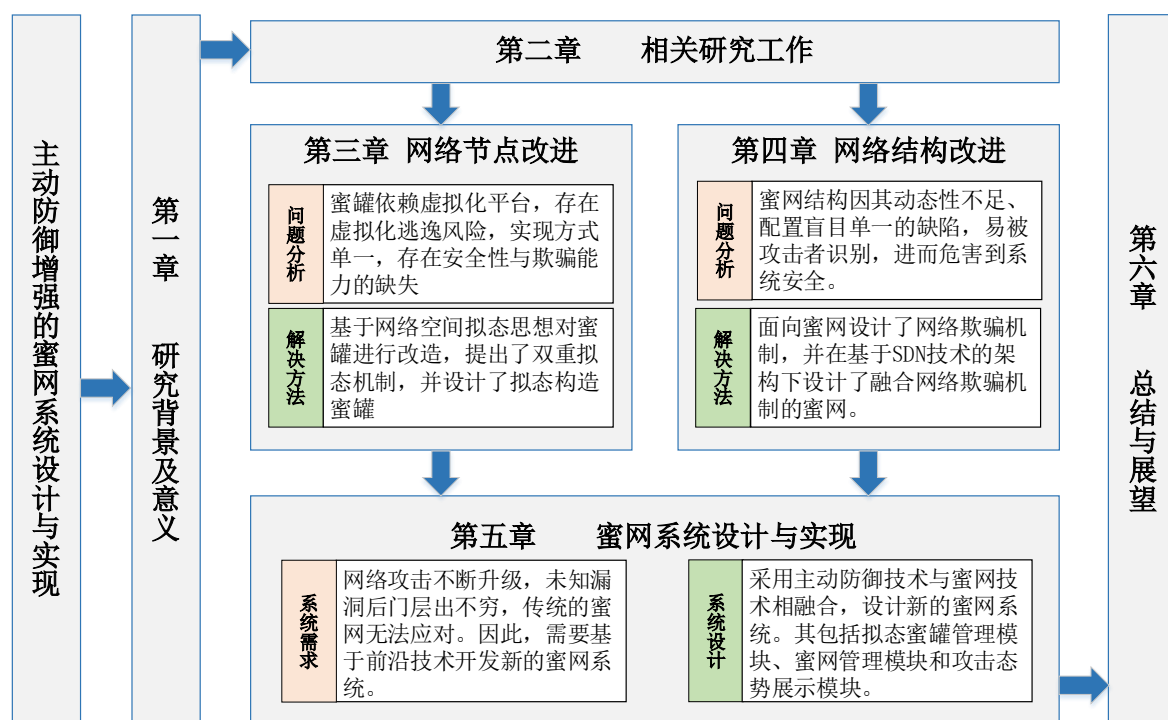 主动防御增强的蜜网系统设计与实现
第一章 研究背景及意义
第二章 相关研究工作
第三章 网络节点改进
问题分析
蜜罐依赖虚拟化平台，存在
虚拟化逃逸风险，实现方式
单一，存在安全性与欺骗能
力的缺失
解决方法
基于网络空间拟态思想对蜜
罐进行改造，提出了双重拟
态机制，并设计了拟态构造
蜜罐
第四章 网络结构改进
问题分析
蜜网结构因其动态性不足、
配置盲目单一的缺陷，易被
攻击者识别，进而危害到系
统安全。
解决方法
面向蜜网设计了网络欺骗机
制，并在基于SDN技术的架
构下设计了融合网络欺骗机
制的蜜网。
第五章 蜜网系统设计与实现
系统需求
网络攻击不断升级，未知漏
洞后门层出不穷，传统的蜜
网无法应对。因此，需要基
于前沿技术开发新的蜜网系
统。
系统设计
采用主动防御技术与蜜网技
术相融合，设计新的蜜网系
统。其包括拟态蜜罐管理模
块、蜜网管理模块和攻击态
势展示模块。
第六章 总结与展望